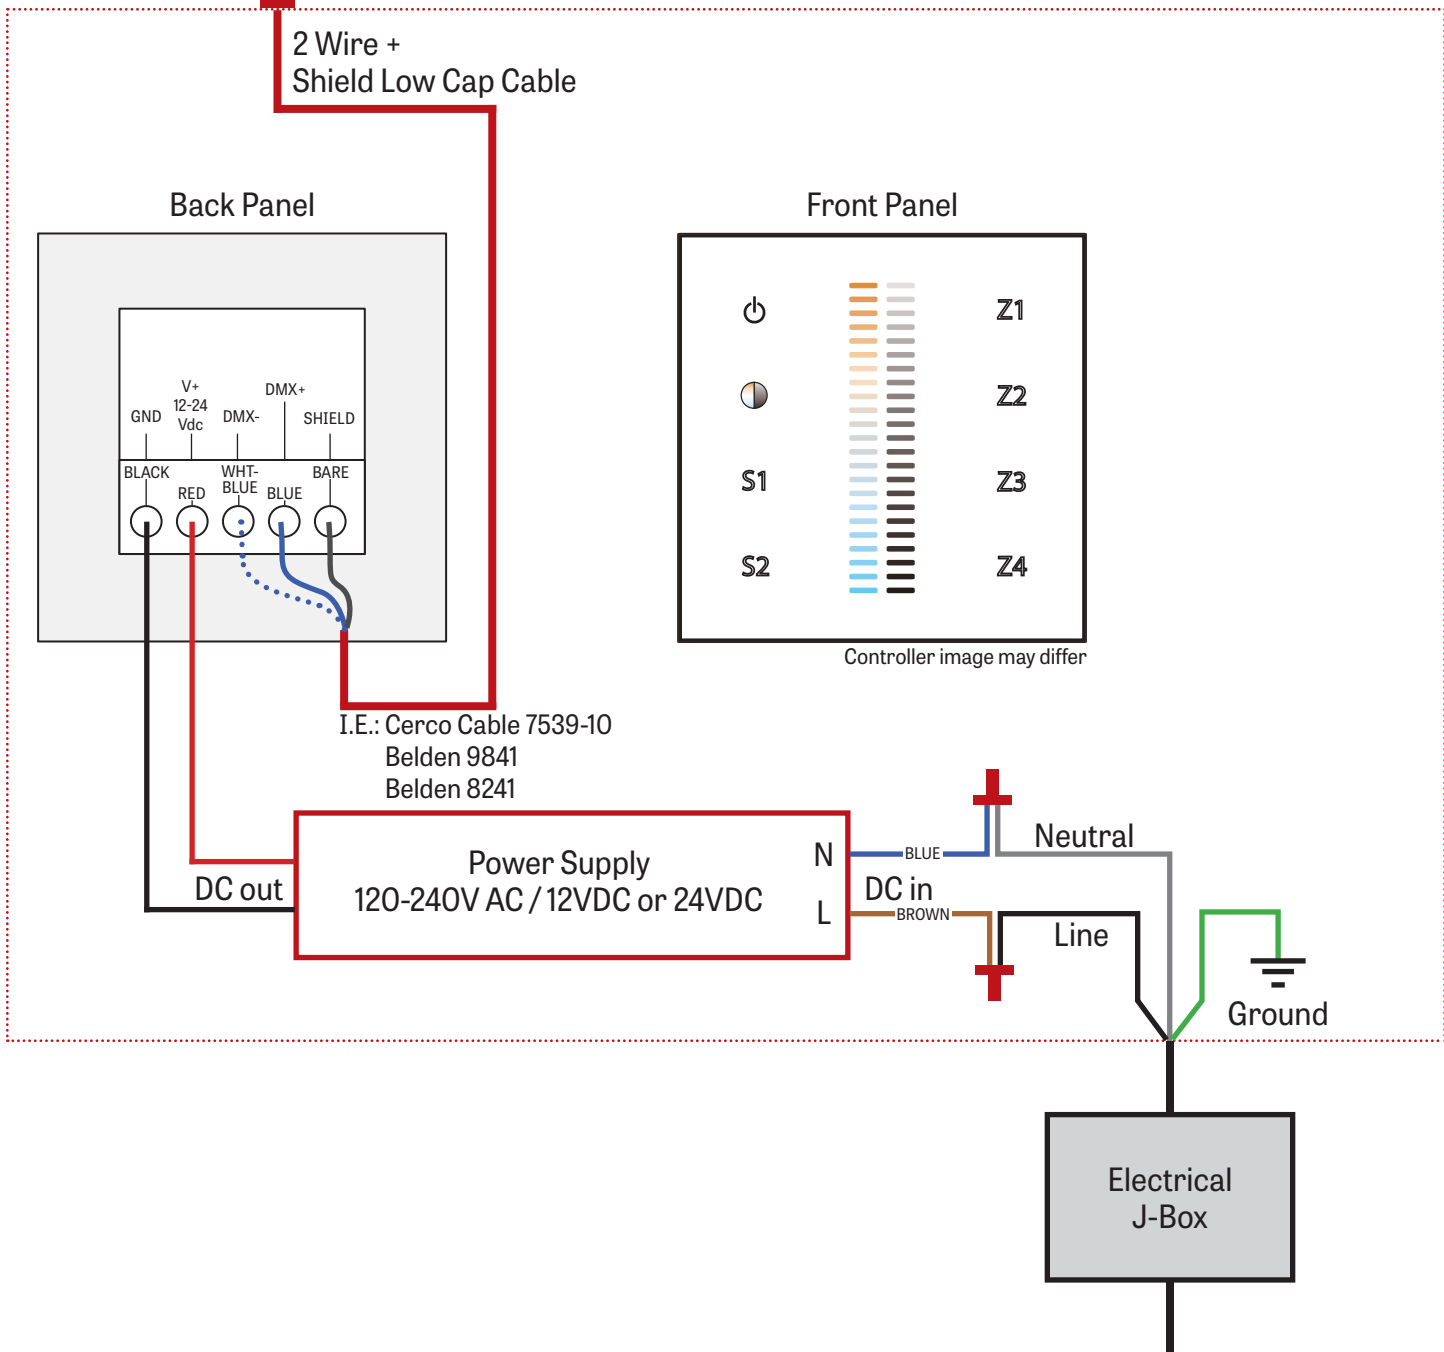 2 Wire +
Shield Low Cap Cable
Back Panel
Front Panel
GND
V+
12-24
Vdc
DMX-
DMX+
SHIELD
BLACK
RED
WHT-
BLUE
BLUE
BARE
Z1
Z2
S1
Z3
S2
Z4
Controller image may differ
I.E.: Cerco Cable 7539-10
Belden 9841
Belden 8241
Power Supply
120-240V AC / 12VDC or 24VDC
N
L
DC out
BLUE
DC in
BROWN
Neutral
Line
Ground
Electrical
J-Box